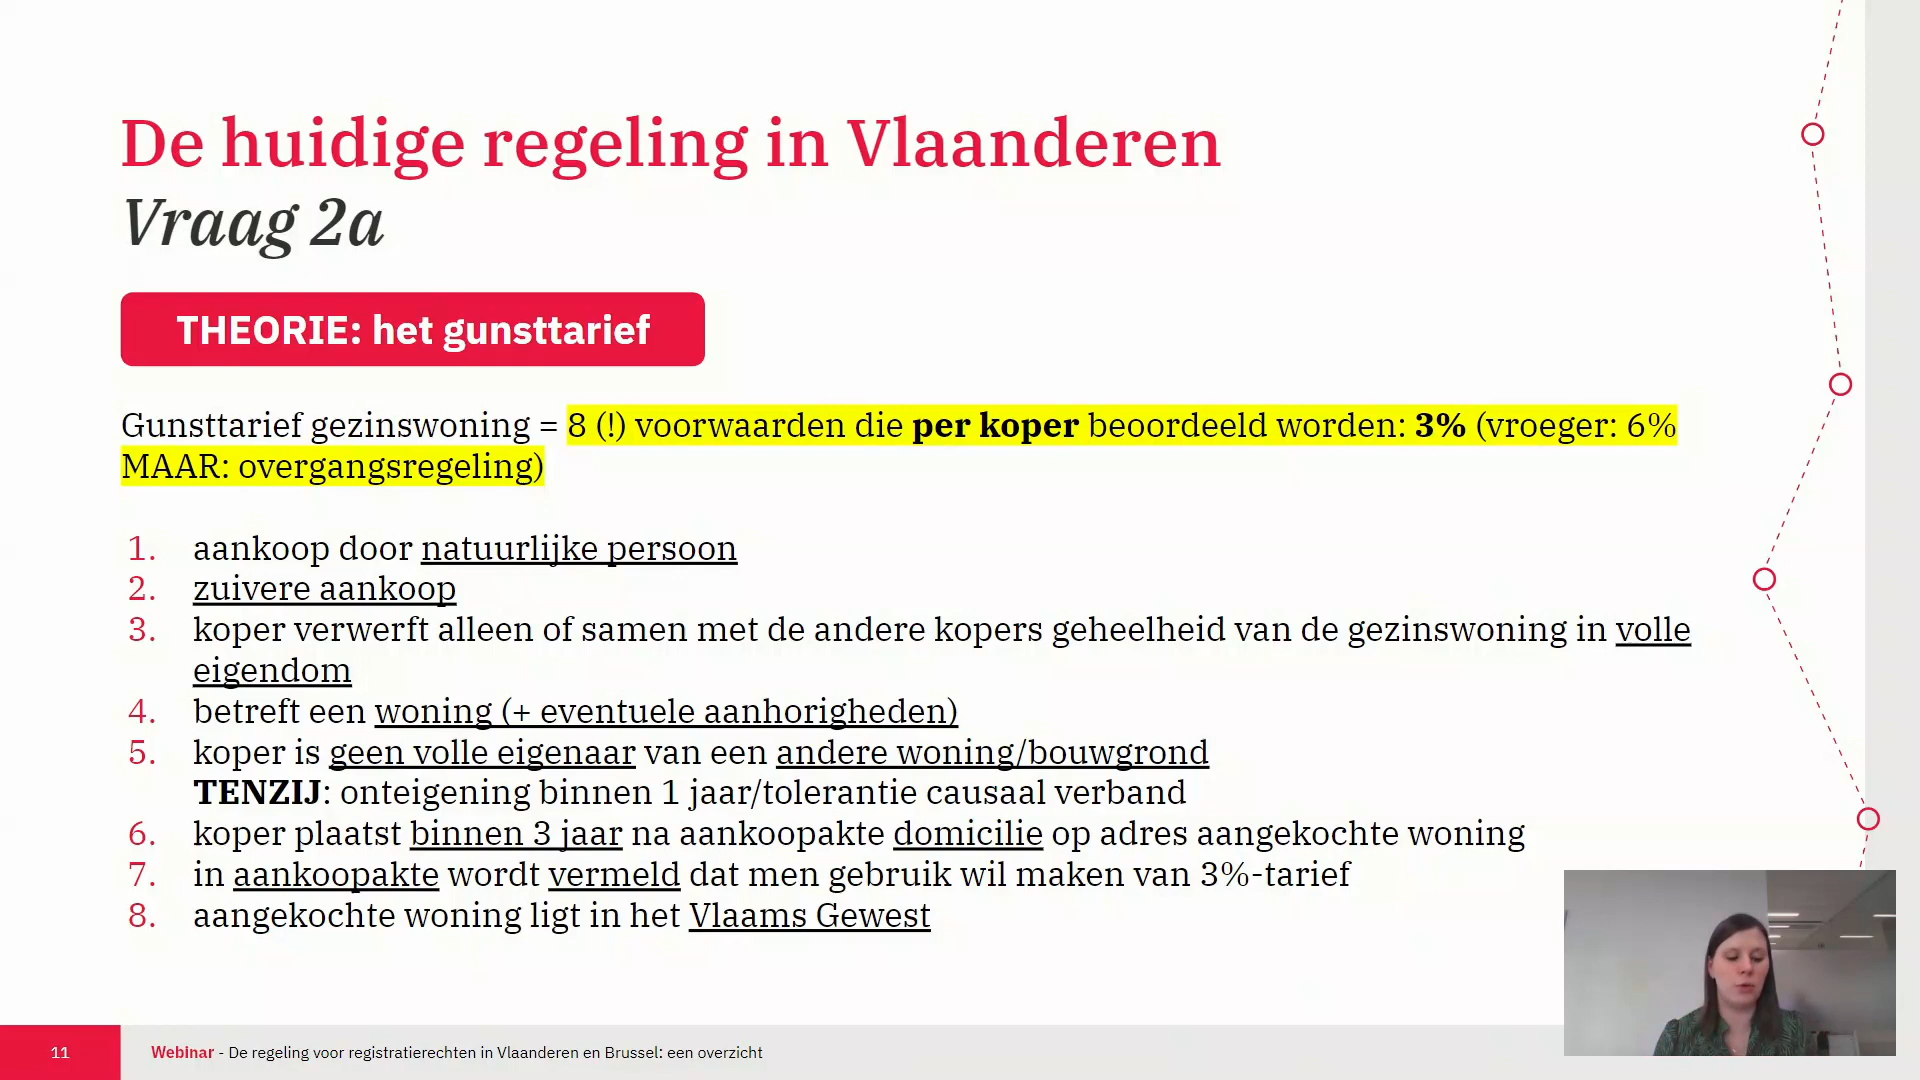 De huidige regeling in Vlaanderen
Vraag 2a
THEORIE: het gunsttarief
Gunsttarief gezinswoning = 8 (!) voorwaarden die per koper beoordeeld worden: 3% (vroeger: 6%
MAAR: overgangsregeling)
1. aankoop door natuurlijke persoon
2. zuivere aankoop
3. koper verwerft alleen of samen met de andere kopers geheelheid van de gezinswoning in volle
eigendom
4. betreft een woning (+ eventuele aanhorigheden)
5. koper is geen volle eigenaar van een andere woning/bouwgrond
TENZIJ: onteigening binnen 1 jaar/tolerantie causaal verband
6. koper plaatst binnen 3 jaar na aankoopakte domicilie op adres aangekochte woning
7. in aankoopakte wordt vermeld dat men gebruik wil maken van 3%-tarief
8. aangekochte woning ligt in het Vlaams Gewest
11 Webinar - De regeling voor registratierechten in Vlaanderen en Brussel: een overzicht